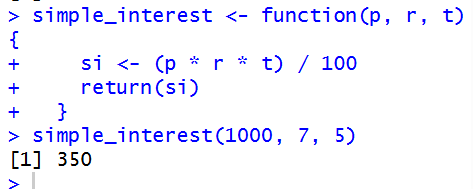 > simple_interest <- function(p, r, t)
{
+     si <- (p * r * t) / 100
+     return(si)
+   }
> simple_interest(1000, 7, 5)
[1] 350
>